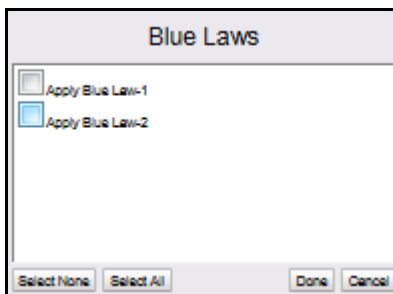 Blue Laws
Apply Blue Law-1
Apply Blue Law-2
Select None Select All Done Cancel